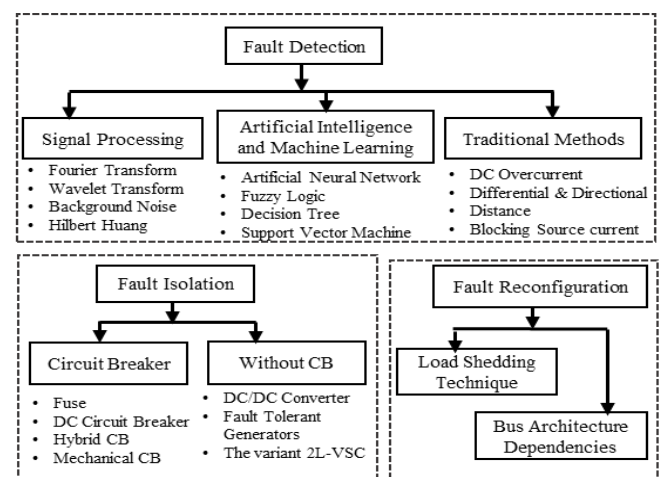 Fault Detection
Signal Processing
• Fourier Transform
• Wavelet Transform
• Background Noise
• Hilbert Huang
Artificial Intelligence
and Machine Learning
• Artificial Neural Network
• Fuzzy Logic
• Decision Tree
• Support Vector Machine
Traditional Methods
• DC Overcurrent
• Differential & Directional
• Distance
• Blocking Source current
Fault Isolation
Circuit Breaker
• Fuse
• DC Circuit Breaker
• Hybrid CB
• Mechanical CB
Without CB
• DC/DC Converter
• Fault Tolerant
Generators
• The variant 2L-VSC
Fault Reconfiguration
Load Shedding
Technique
Bus Architecture
Dependencies